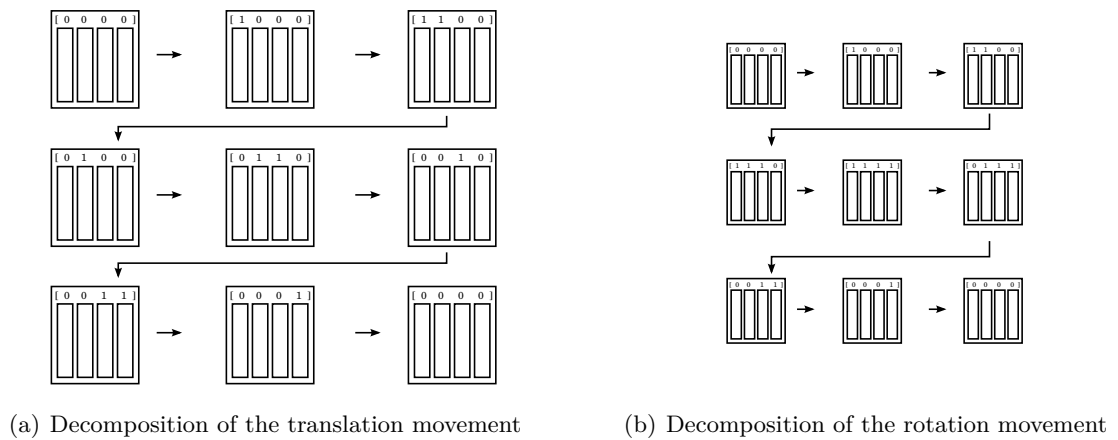 [ 0 0 0 0 ] [ 1 0 0 0 ] [ 1 1 0 0 ]
[ 0 1 0 0 ] [ 0 1 1 0 ] [ 0 0 1 0 ]
[ 0 0 1 1 ] [ 0 0 0 1 ] [ 0 0 0 0 ]
(a) Decomposition of the translation movement
[ 0 0 0 0 ] [ 1 0 0 0 ] [ 1 1 0 0 ]
[ 1 1 1 0 ] [ 1 1 1 1 ] [ 0 1 1 1 ]
[ 0 0 1 1 ] [ 0 0 0 1 ] [ 0 0 0 0 ]
(b) Decomposition of the rotation movement